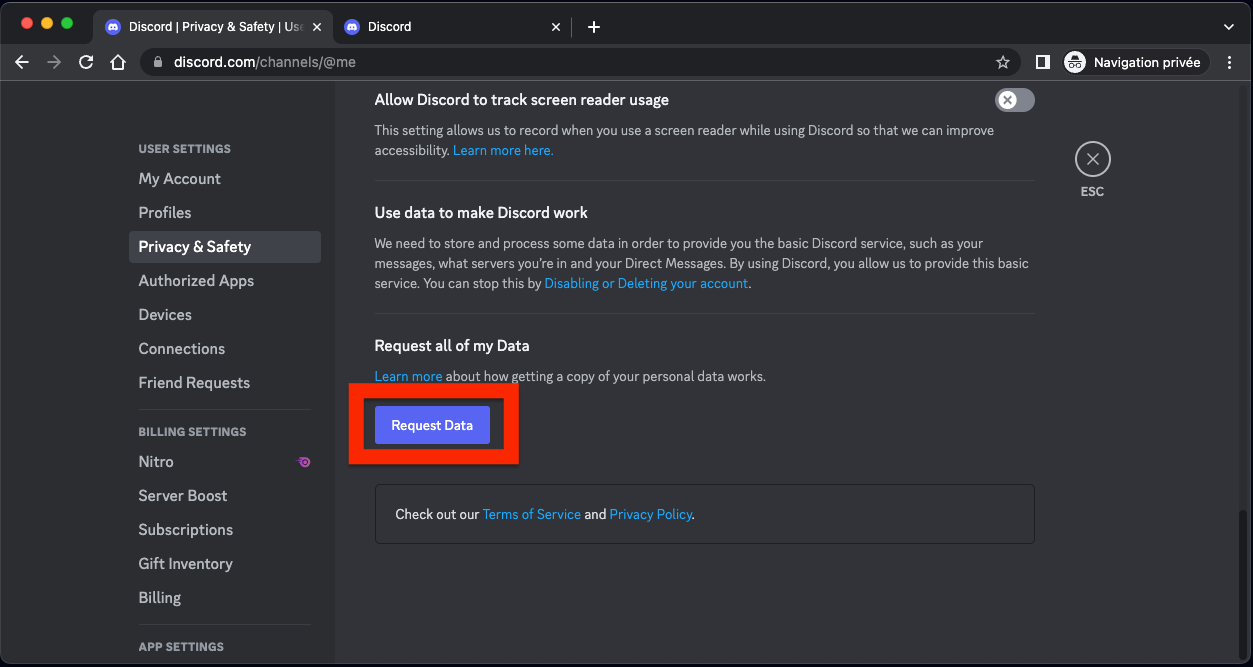 Discord | Privacy & Safety | Use
Discord
discord.com/channels/@me
Navigation privée
USER SETTINGS
My Account
Profiles
Privacy & Safety
Authorized Apps
Devices
Connections
Friend Requests
BILLING SETTINGS
Nitro
Server Boost
Subscriptions
Gift Inventory
Billing
APP SETTINGS
Allow Discord to track screen reader usage
This setting allows us to record when you use a screen reader while using Discord so that we can improve
accessibility. Learn more here.
Use data to make Discord work
We need to store and process some data in order to provide you the basic Discord service, such as your
messages, what servers you're in and your Direct Messages. By using Discord, you allow us to provide this basic
service. You can stop this by Disabling or Deleting your account.
Request all of my Data
Learn more about how getting a copy of your personal data works.
Request Data
Check out our Terms of Service and Privacy Policy.
ESC